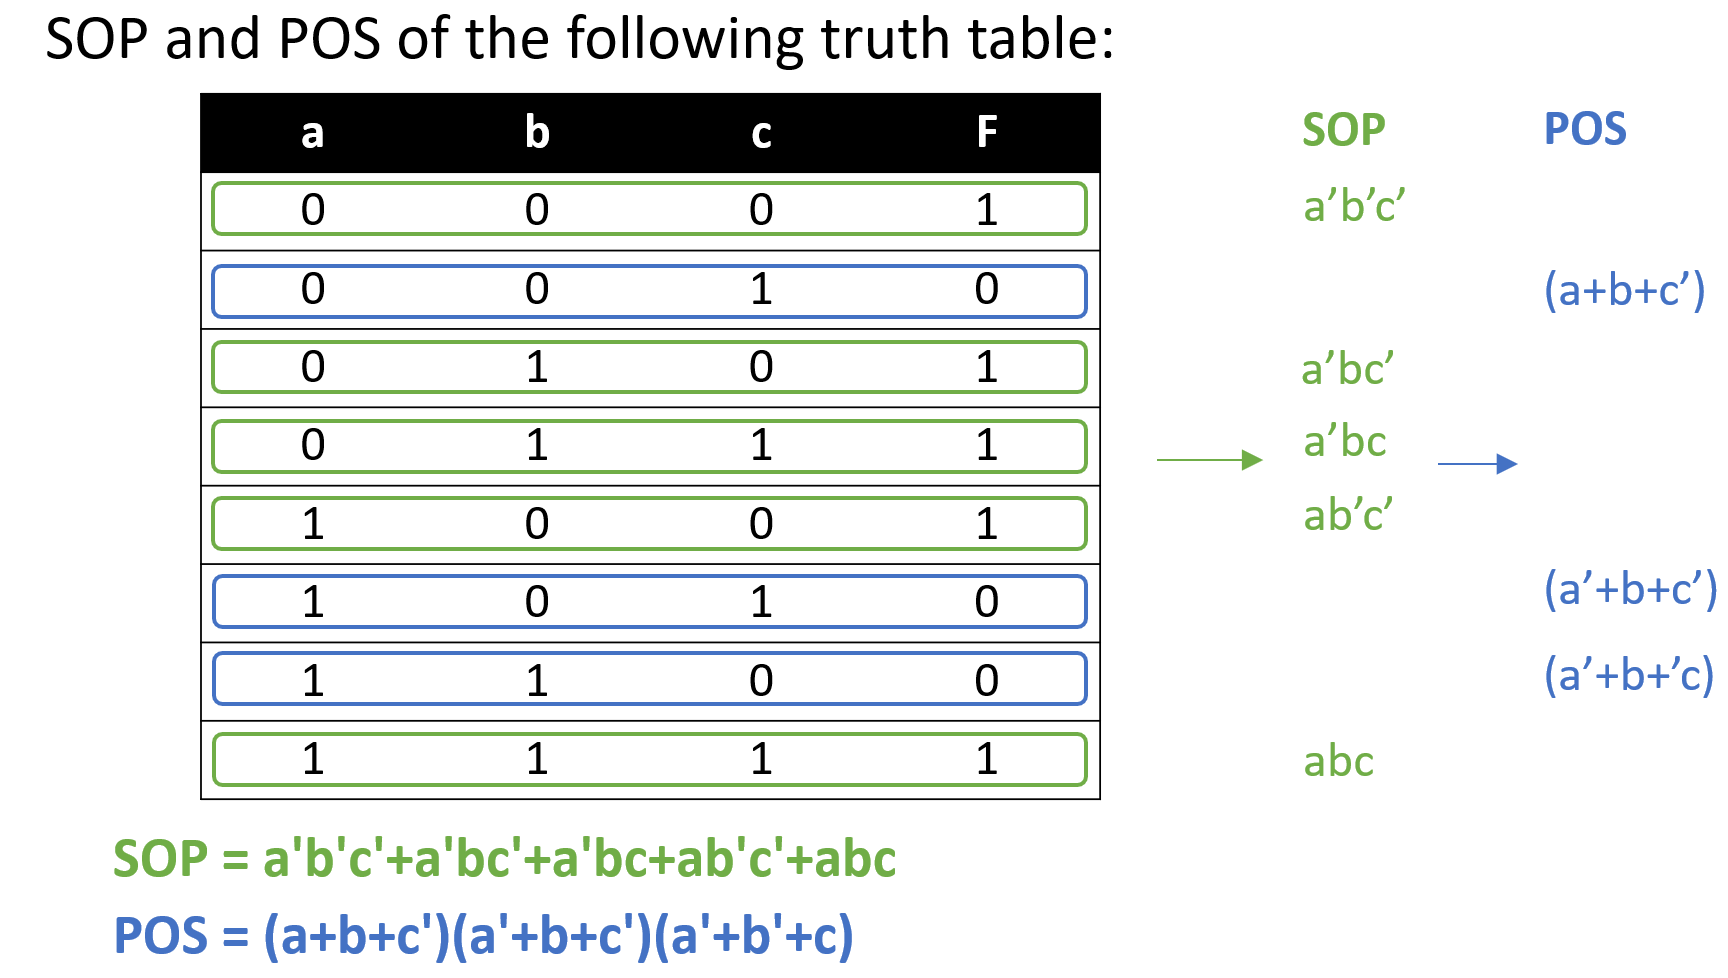 SOP and POS of the following truth table:
a b c F SOP POS
0 0 0 1 a’b’c’
0 0 1 0 (a+b+c’)
0 1 0 1 a’bc’
0 1 1 1 a’bc
1 0 0 1 ab’c’
1 0 1 0 (a’+b+c’)
1 1 0 0 (a’+b+’c)
1 1 1 1 abc
SOP = a'b'c'+a'bc'+a'bc+ab'c'+abc
POS = (a+b+c')(a'+b+c')(a'+b'+c)